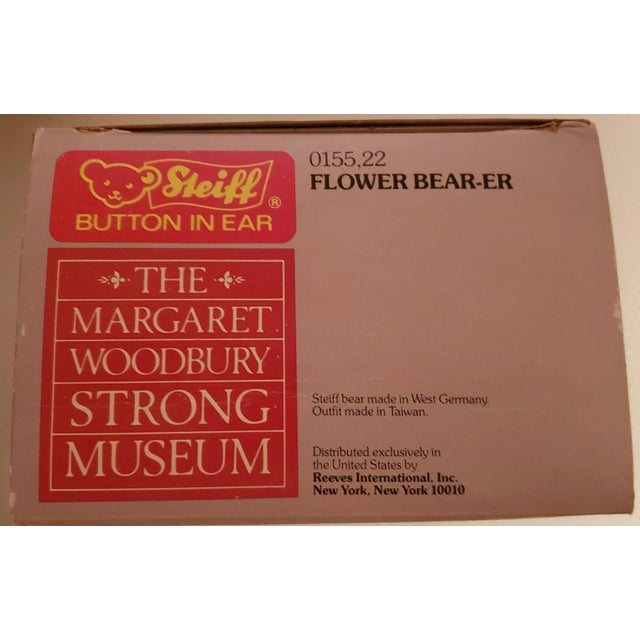 Steiff ®
BUTTON IN EAR
THE
MARGARET
WOODBURY
STRONG
MUSEUM
0155,22
FLOWER BEAR-ER
Steiff bear made in West Germany.
Outfit made in Taiwan.
Distributed exclusively in
the United States by
Reeves International, Inc.
New York, New York 10010